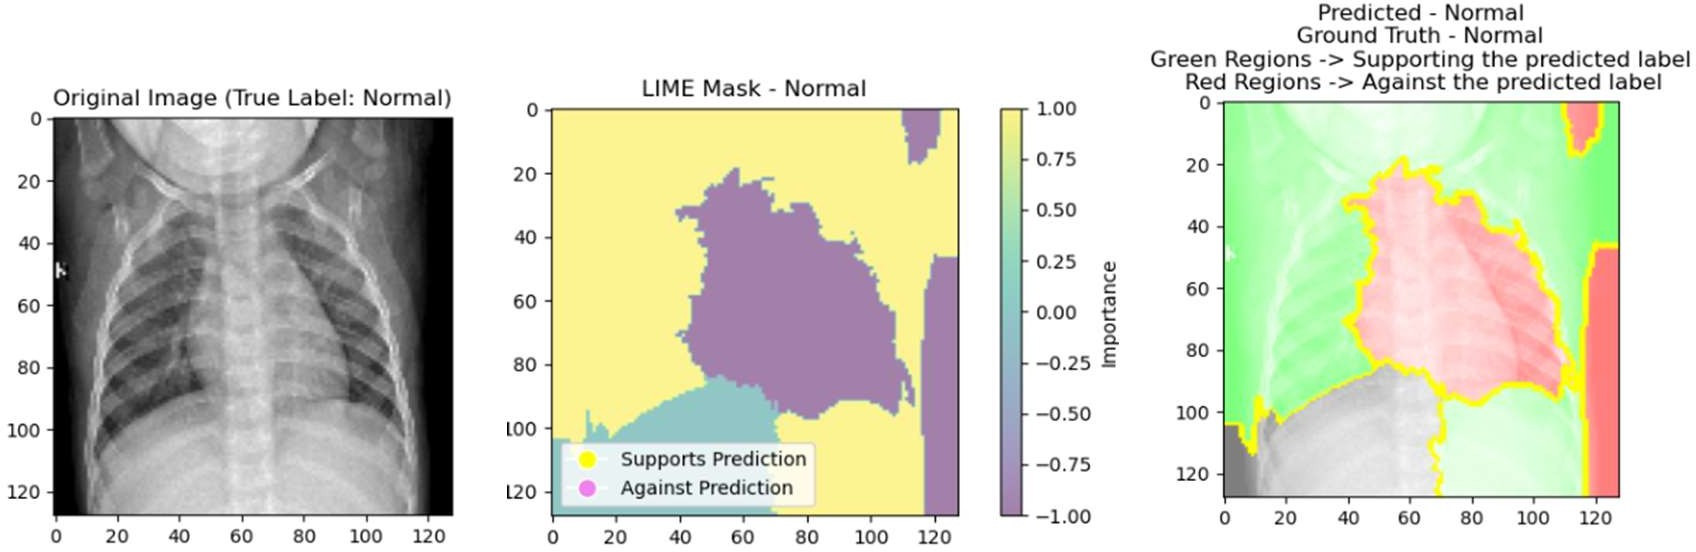 Original Image (True Label: Normal)
0
20
40
60
80
100
120
0 20 40 60 80 100 120
LIME Mask - Normal
0
20
40
60
80
100
120
0 20 40 60 80 100 120
Supports Prediction
Against Prediction
1.00
0.75
0.50
0.25
0.00
−0.25
−0.50
−0.75
−1.00
Importance
Predicted - Normal
Ground Truth - Normal
Green Regions -> Supporting the predicted label
Red Regions -> Against the predicted label
0
20
40
60
80
100
120
0 20 40 60 80 100 120